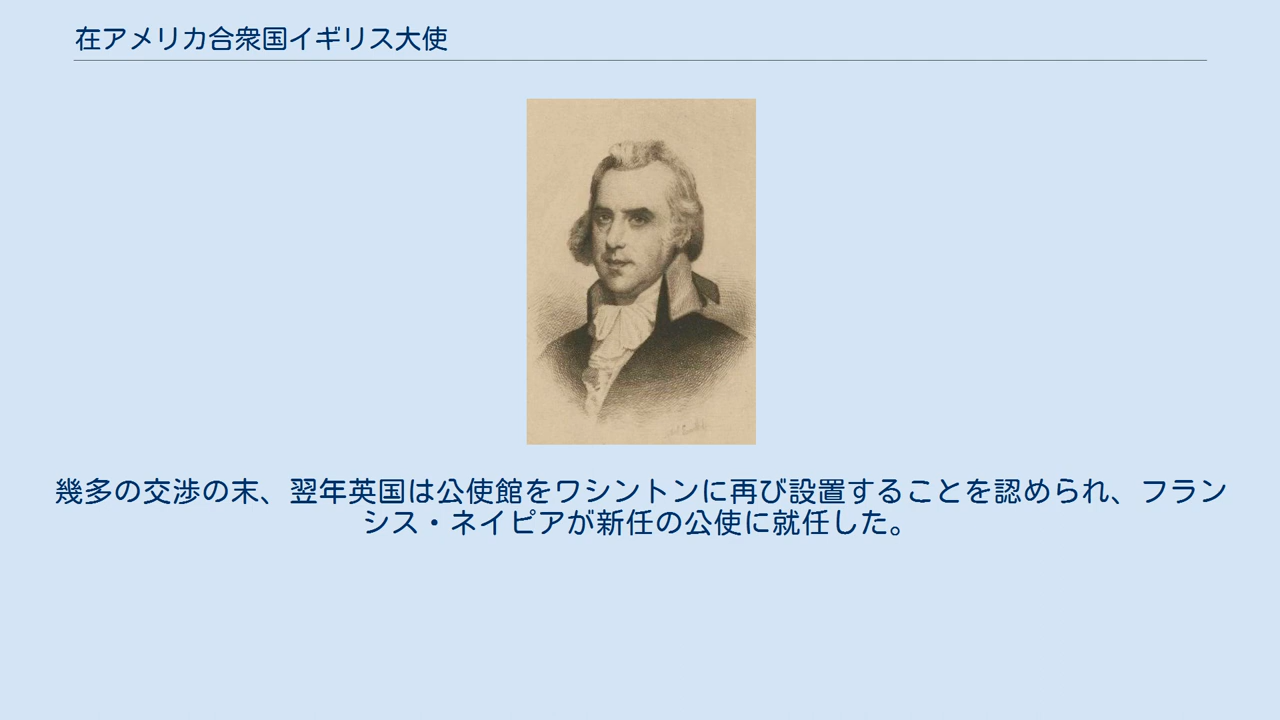 在アメリカ合衆国イギリス大使
幾多の交渉の末、翌年英国は公使館をワシントンに再び設置することを認められ、フラン
シス・ネイピアが新任の公使に就任した。